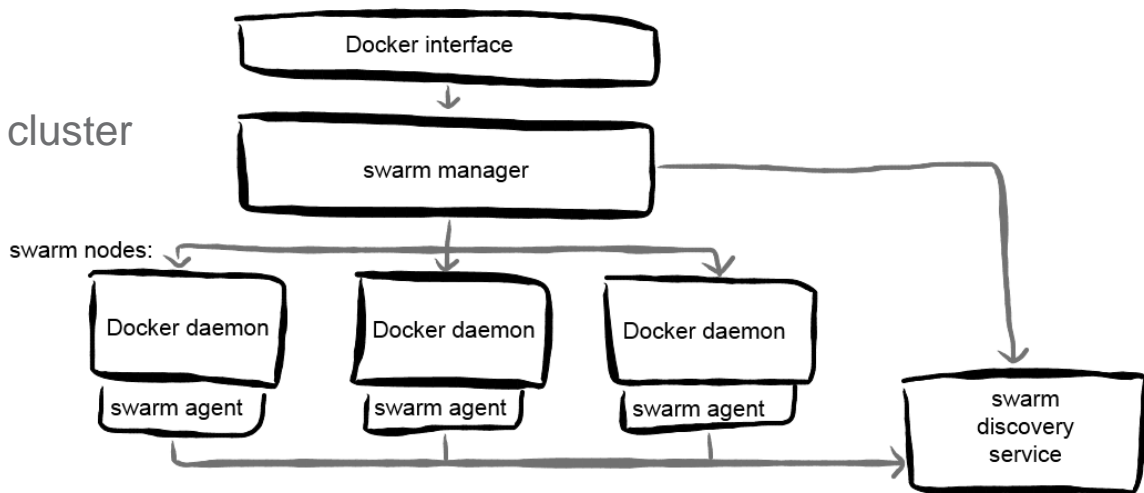 Docker interface
cluster
swarm manager
swarm nodes:
Docker daemon
Docker daemon
Docker daemon
swarm agent
swarm agent
swarm agent
swarm
discovery
service